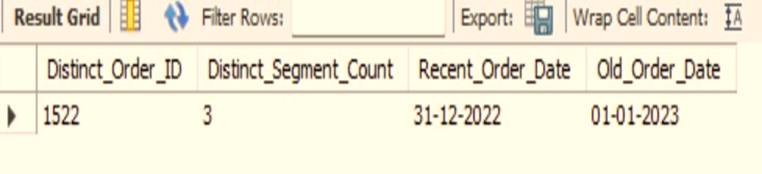 Result Grid Filter Rows: Export: Wrap Cell Content: IA
Distinct_Order_ID Distinct_Segment_Count Recent_Order_Date Old_Order_Date
1522 3 31-12-2022 01-01-2023